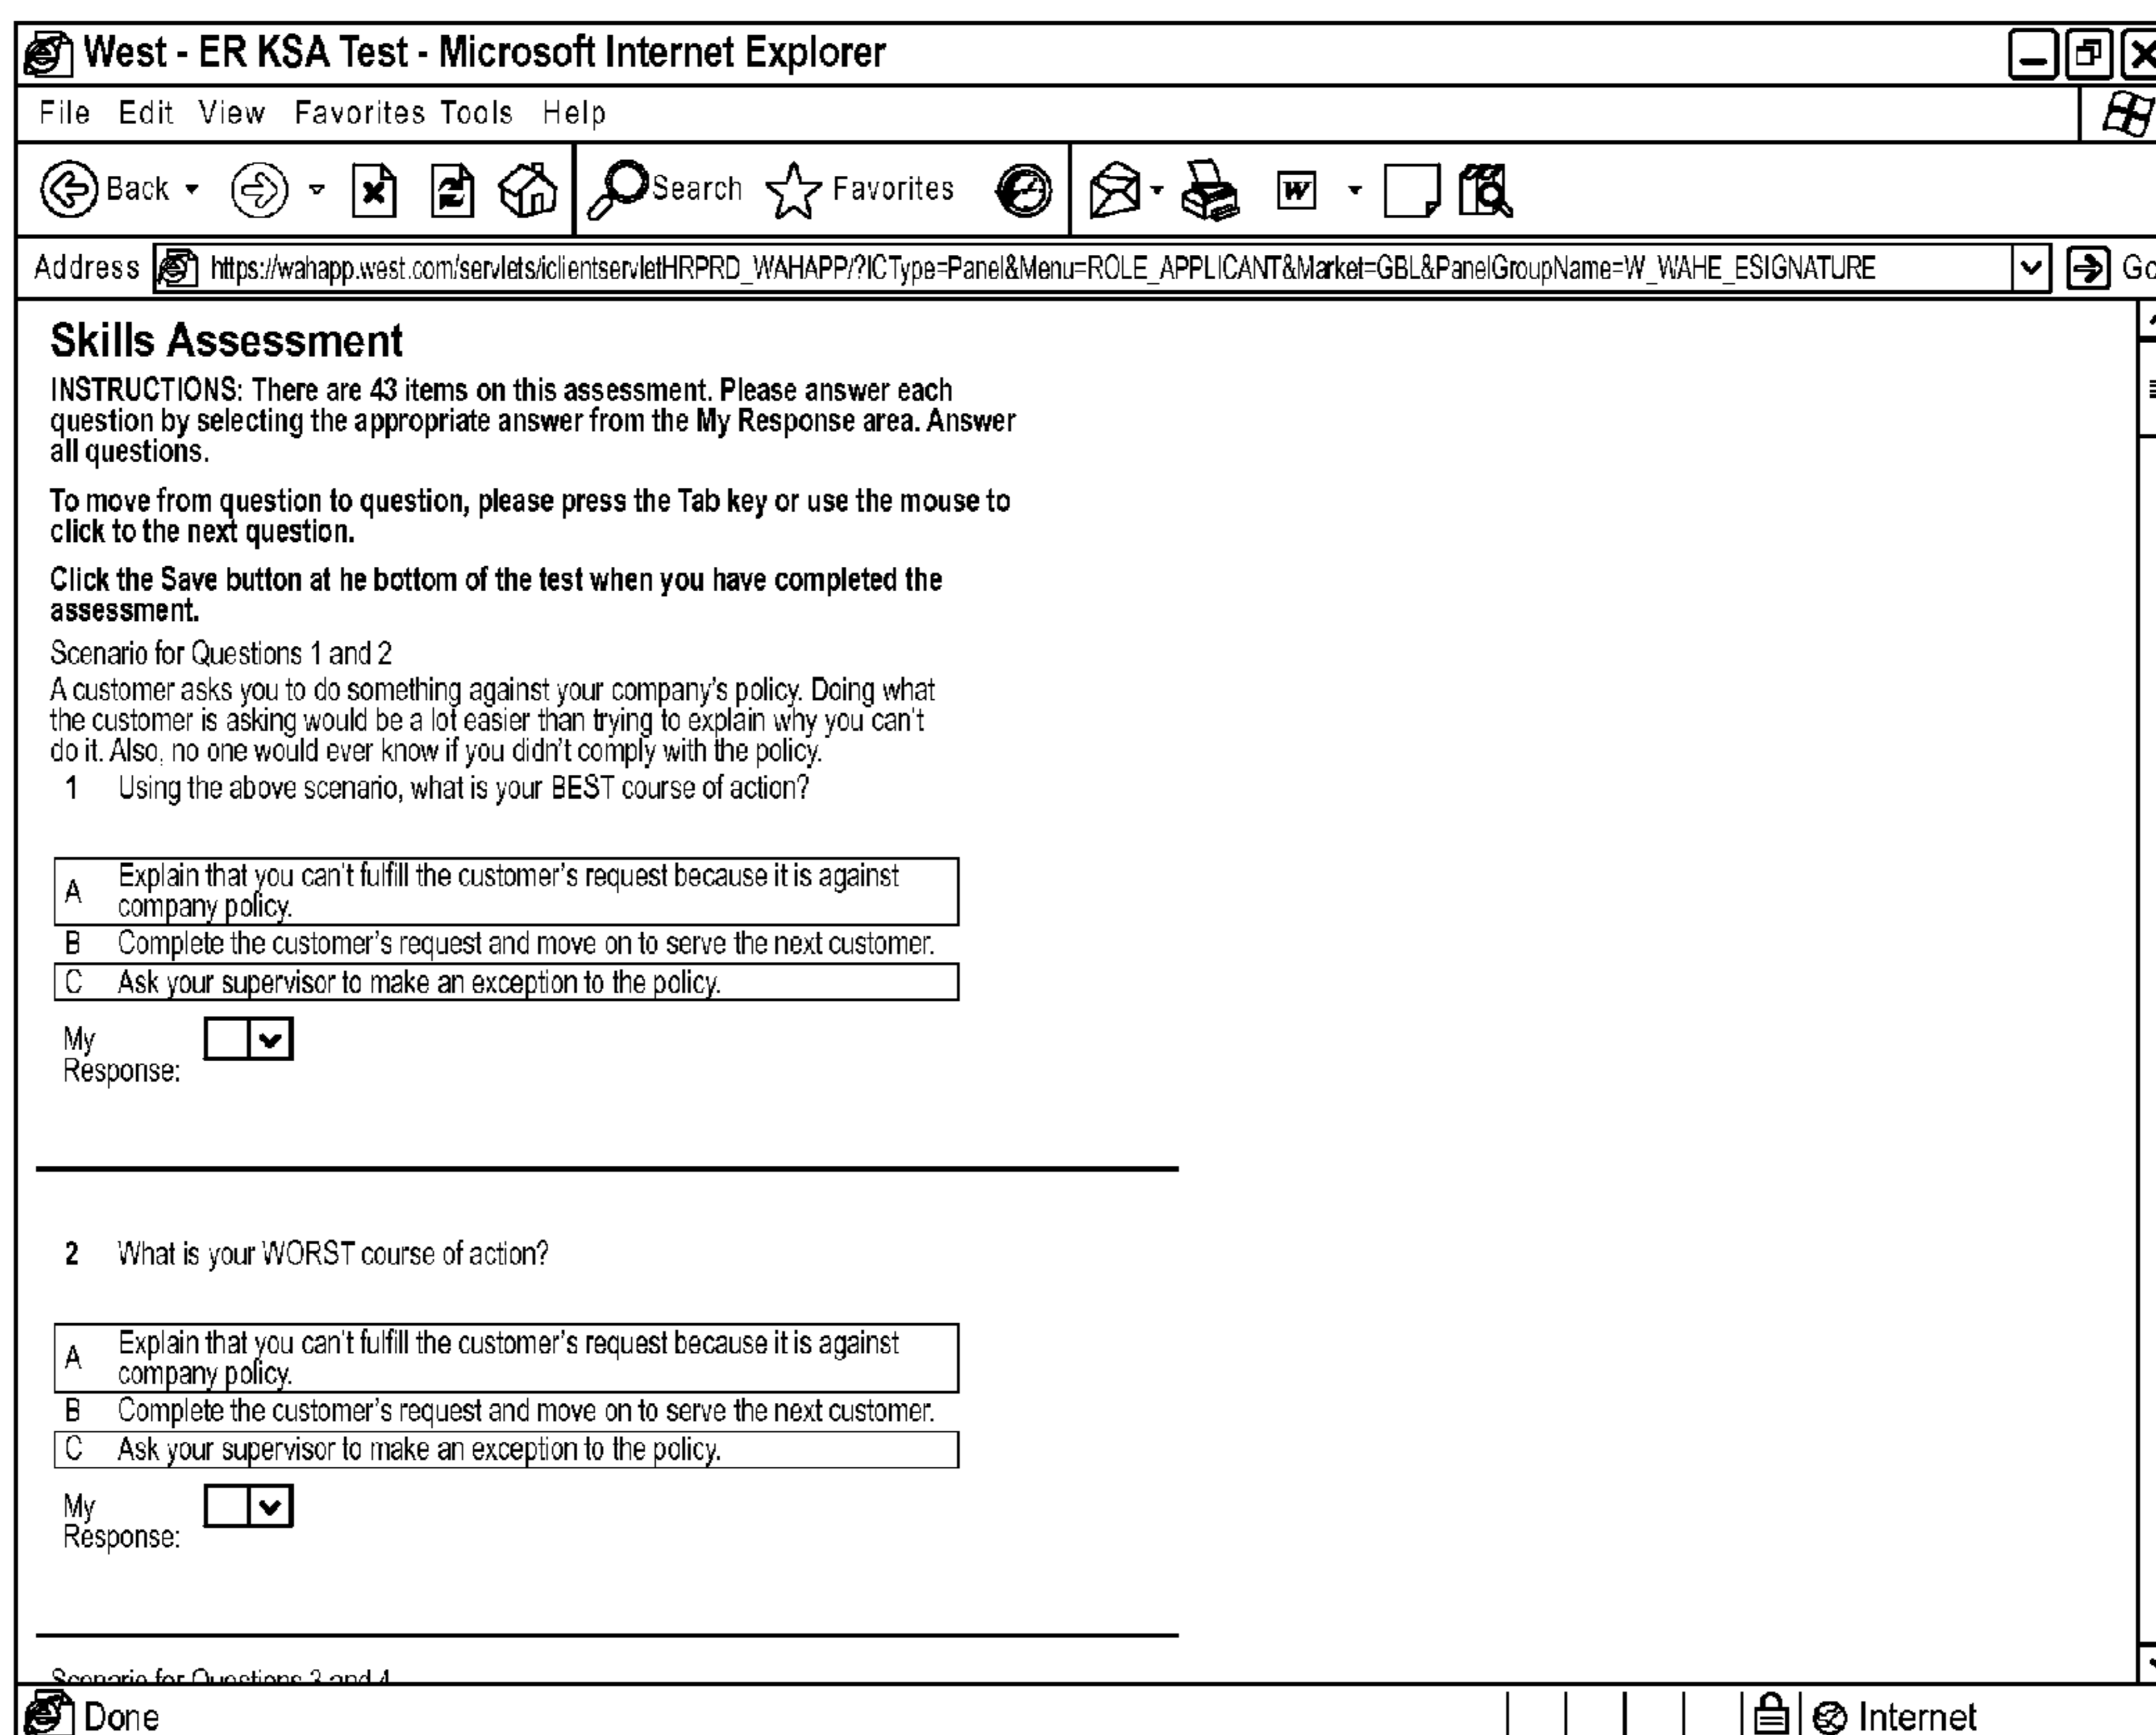 West - ER KSA Test - Microsoft Internet Explorer
File Edit View Favorites Tools Help
Back Search Favorites W
Address https://wahapp.west.com/servlets/iclientservletHRPRD_WAHAPP/?ICType=Panel&Menu=ROLE_APPLICANT&Market=GBL&PanelGroupName=W_WAHE_ESIGNATURE Go
Skills Assessment
INSTRUCTIONS: There are 43 items on this assessment. Please answer each
question by selecting the appropriate answer from the My Response area. Answer
all questions.
To move from question to question, please press the Tab key or use the mouse to
click to the next question.
Click the Save button at he bottom of the test when you have completed the
assessment.
Scenario for Questions 1 and 2
A customer asks you to do something against your company's policy. Doing what
the customer is asking would be a lot easier than trying to explain why you can't
do it. Also, no one would ever know if you didn't comply with the policy.
1 Using the above scenario, what is your BEST course of action?
A Explain that you can't fulfill the customer's request because it is against
company policy.
B Complete the customer's request and move on to serve the next customer.
C Ask your supervisor to make an exception to the policy.
My
Response:
2 What is your WORST course of action?
A Explain that you can't fulfill the customer's request because it is against
company policy.
B Complete the customer's request and move on to serve the next customer.
C Ask your supervisor to make an exception to the policy.
My
Response:
Scenario for Questions 3 and 4
Done Internet